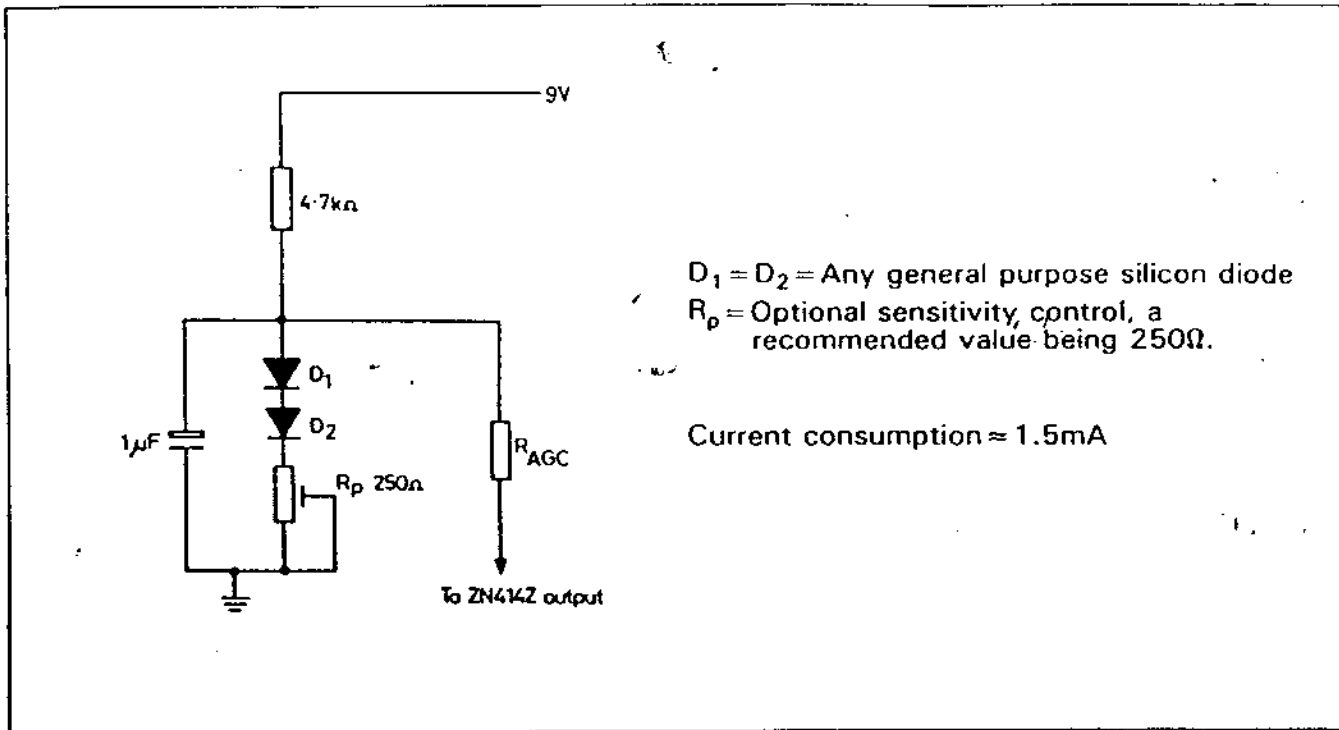 9V
4·7kΩ
D₁ = D₂ = Any general purpose silicon diode
Rₚ = Optional sensitivity, control, a
recommended value being 250Ω.
D₁
D₂
1μF
Rₚ 250Ω
R_AGC
Current consumption ≈ 1.5mA
To ZN414Z output